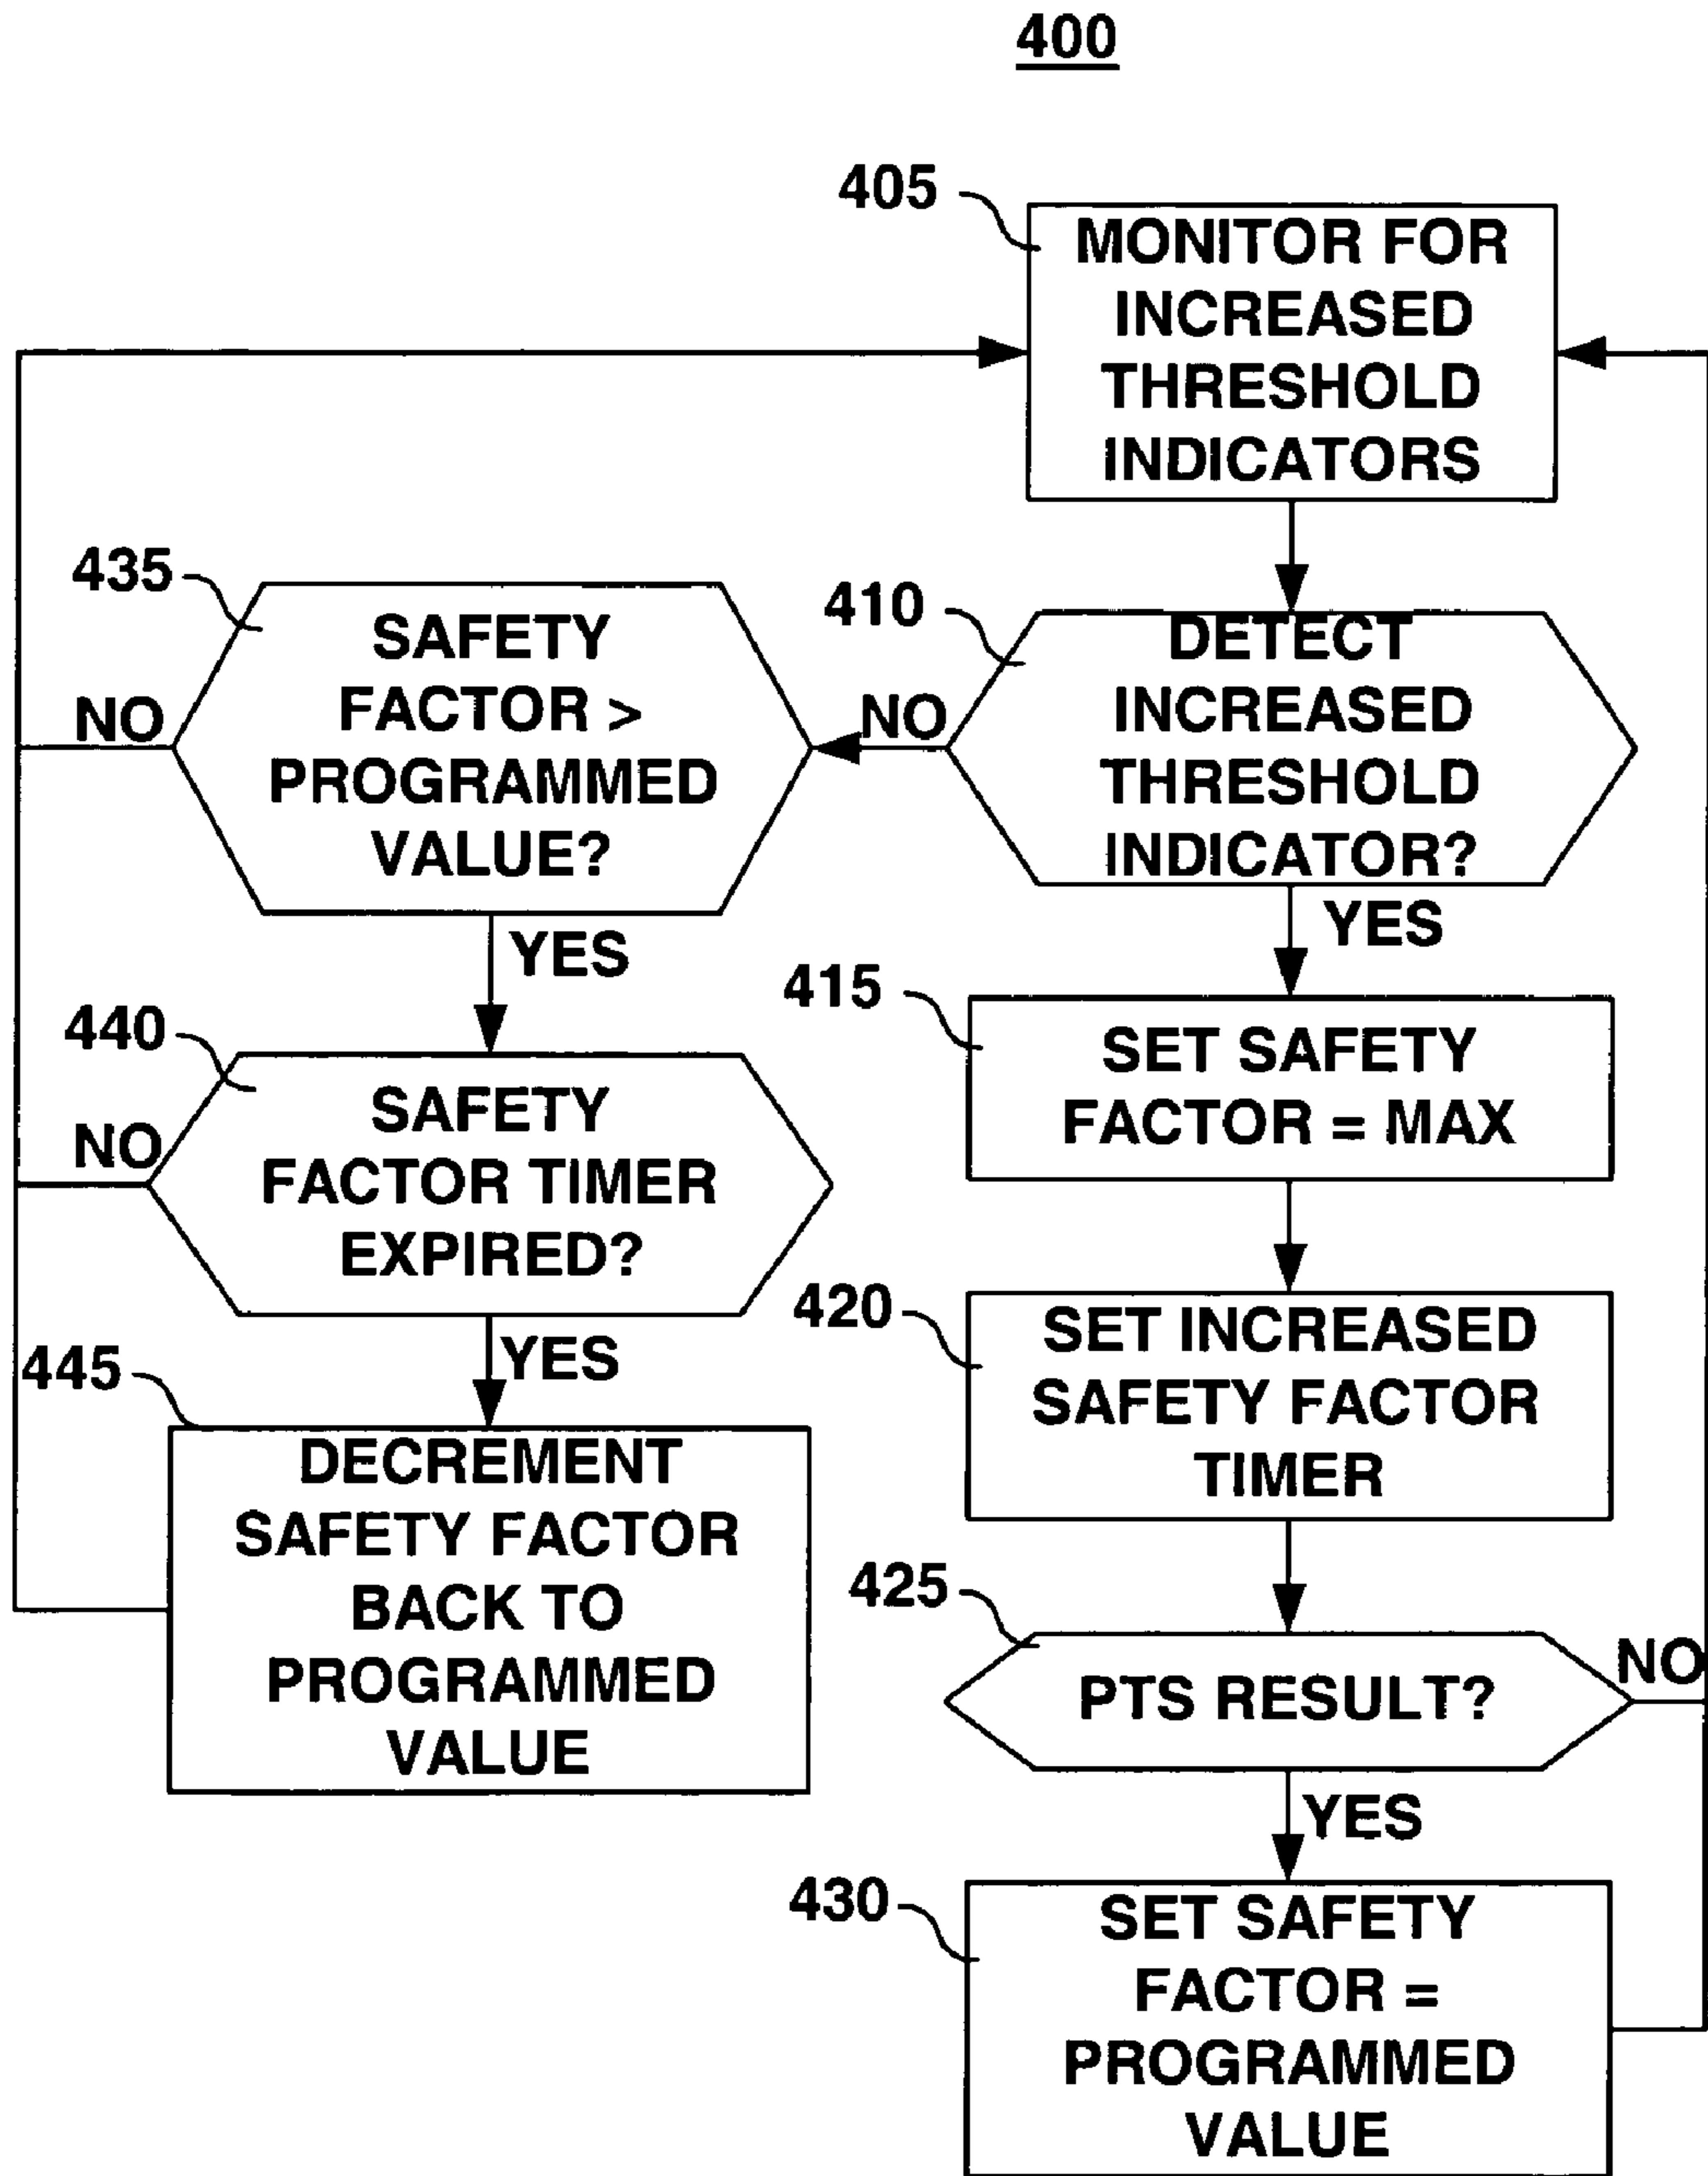 400
405
MONITOR FOR
INCREASED
THRESHOLD
INDICATORS
410
DETECT
INCREASED
THRESHOLD
INDICATOR?
NO
YES
435
SAFETY
FACTOR >
PROGRAMMED
VALUE?
NO
YES
415
SET SAFETY
FACTOR = MAX
440
SAFETY
FACTOR TIMER
EXPIRED?
NO
YES
420
SET INCREASED
SAFETY FACTOR
TIMER
445
DECREMENT
SAFETY FACTOR
BACK TO
PROGRAMMED
VALUE
425
PTS RESULT?
NO
YES
430
SET SAFETY
FACTOR =
PROGRAMMED
VALUE